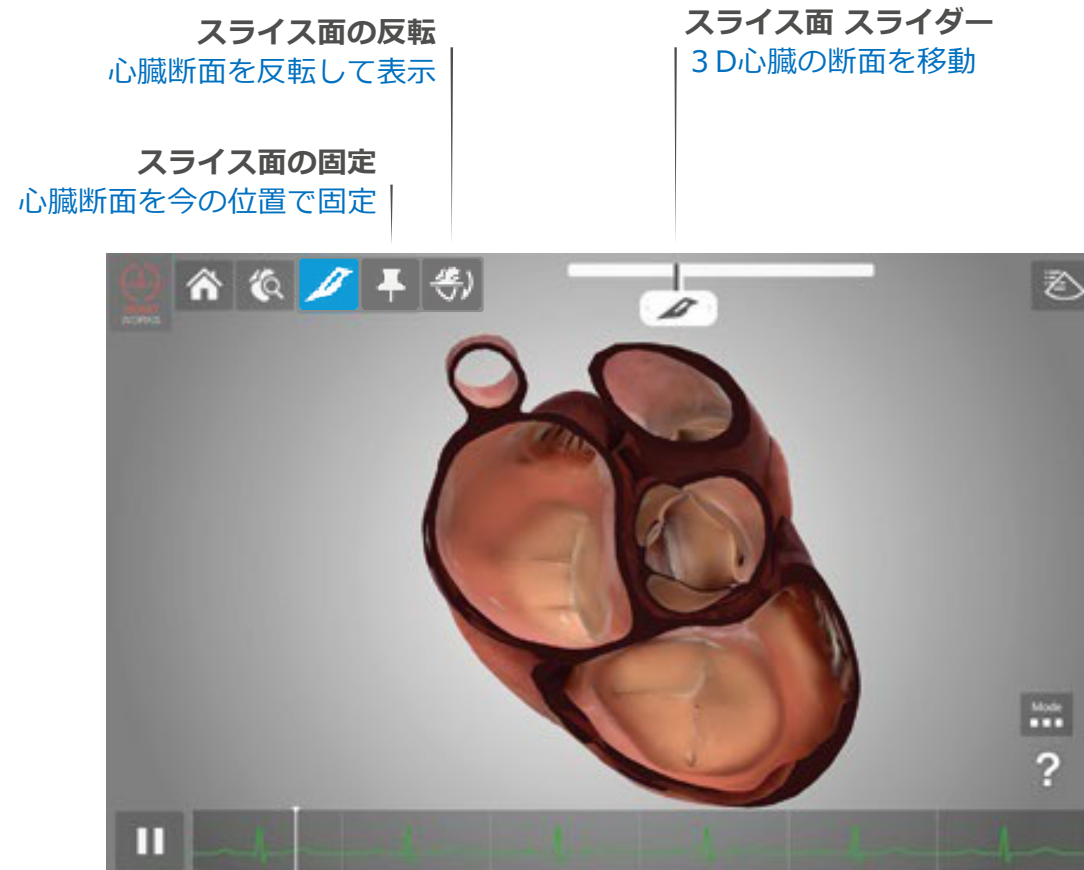 スライス面の反転
心臓断面を反転して表示
スライス面 スライダー
３D心臓の断面を移動
スライス面の固定
心臓断面を今の位置で固定
WORKS
Mode
?